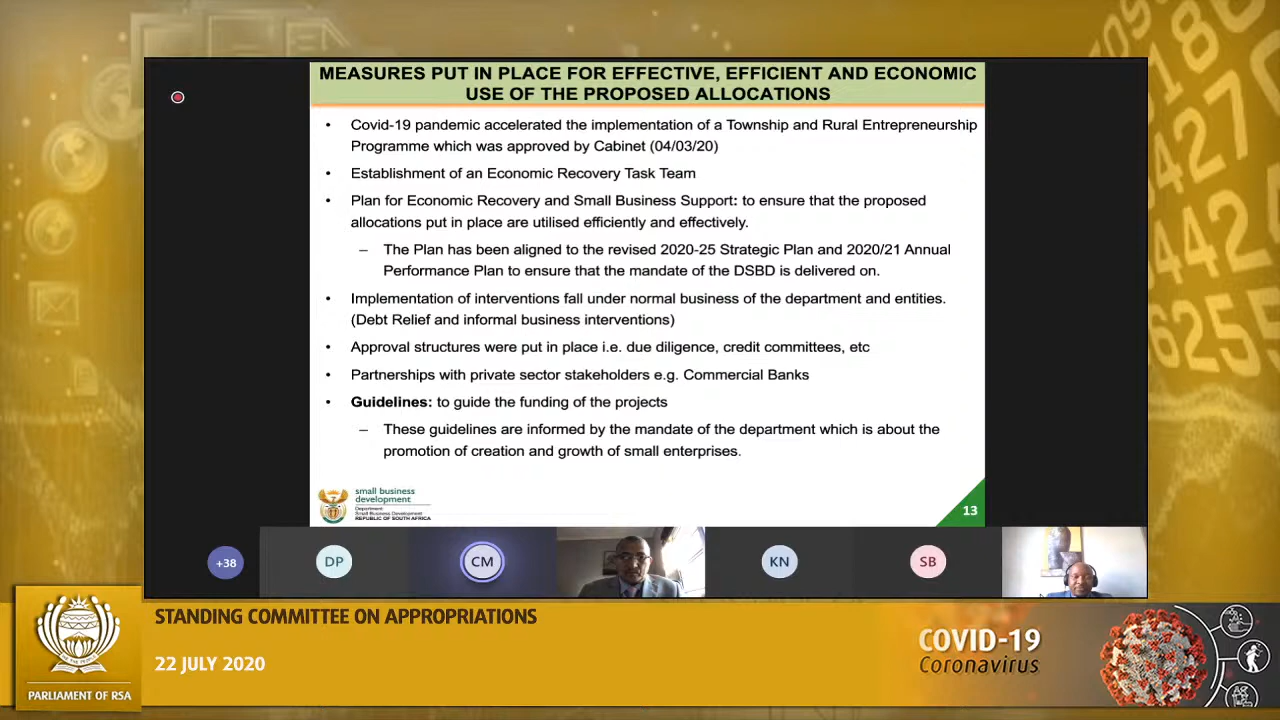 MEASURES PUT IN PLACE FOR EFFECTIVE, EFFICIENT AND ECONOMIC
USE OF THE PROPOSED ALLOCATIONS
• Covid-19 pandemic accelerated the implementation of a Township and Rural Entrepreneurship
Programme which was approved by Cabinet (04/03/20)
• Establishment of an Economic Recovery Task Team
• Plan for Economic Recovery and Small Business Support: to ensure that the proposed
allocations put in place are utilised efficiently and effectively.
– The Plan has been aligned to the revised 2020-25 Strategic Plan and 2020/21 Annual
Performance Plan to ensure that the mandate of the DSBD is delivered on.
• Implementation of interventions fall under normal business of the department and entities.
(Debt Relief and informal business interventions)
• Approval structures were put in place i.e. due diligence, credit committees, etc
• Partnerships with private sector stakeholders e.g. Commercial Banks
• Guidelines: to guide the funding of the projects
– These guidelines are informed by the mandate of the department which is about the
promotion of creation and growth of small enterprises.
small business
development
Department:
Small Business Development
REPUBLIC OF SOUTH AFRICA
13
+38
DP
CM
KN
SB
STANDING COMMITTEE ON APPROPRIATIONS
22 JULY 2020
PARLIAMENT OF RSA
COVID-19
Coronavirus